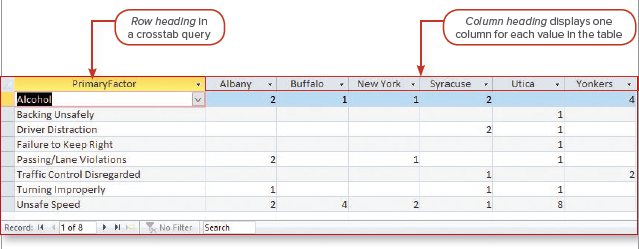 Row heading in
a crosstab query
Column heading displays one
column for each value in the table
PrimaryFactor Albany Buffalo New York Syracuse Utica Yonkers
Alcohol 2 1 1 2 4
Backing Unsafely 1
Driver Distraction 2 1
Failure to Keep Right 1
Passing/Lane Violations 2 1 1
Traffic Control Disregarded 1 2
Turning Improperly 1 1 1
Unsafe Speed 2 4 2 1 8
Record: 1 of 8 No Filter Search